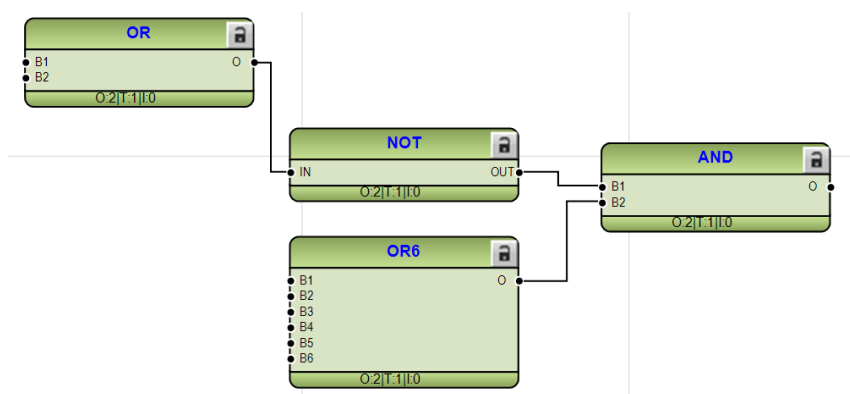 OR
B1 O
B2
O:2|T:1|I:0
NOT
IN OUT
O:2|T:1|I:0
AND
B1 O
B2
O:2|T:1|I:0
OR6
B1 O
B2
B3
B4
B5
B6
O:2|T:1|I:0